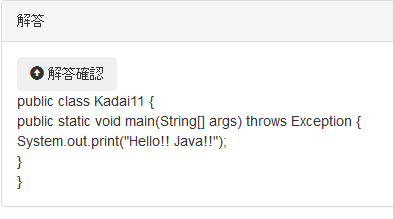 解答
解答確認
public class Kadai11 {
public static void main(String[] args) throws Exception {
System.out.print("Hello!! Java!!");
}
}